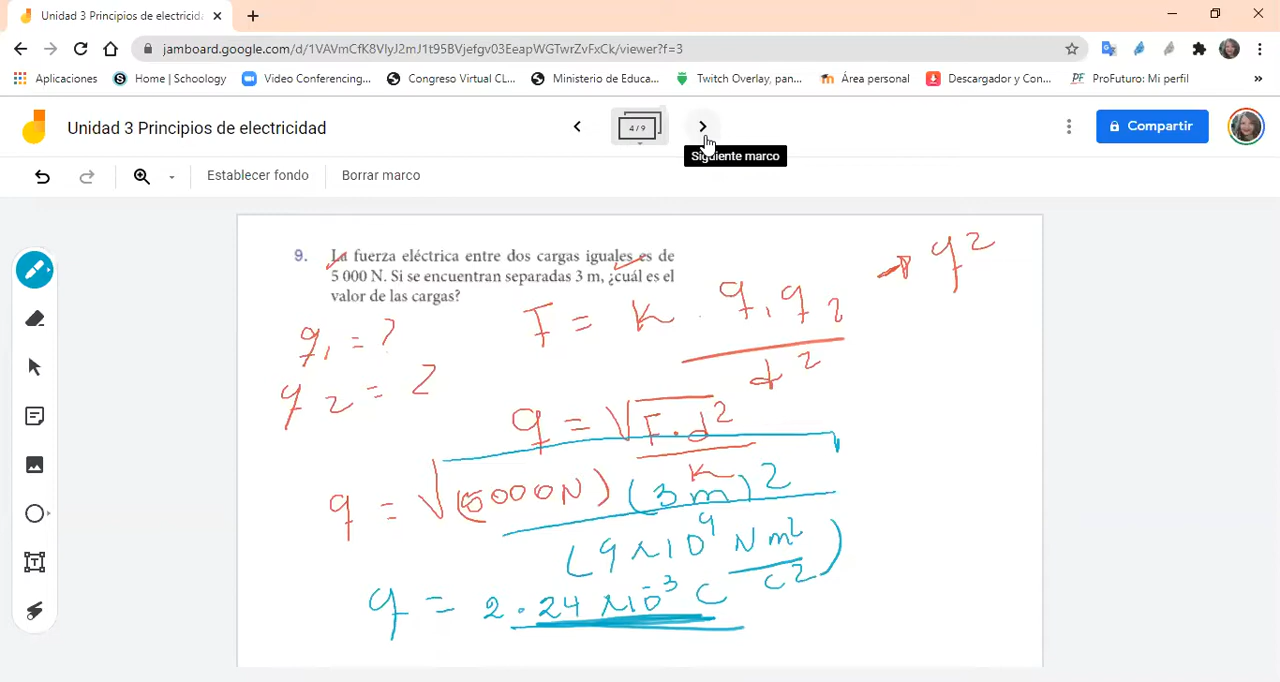 Unidad 3 Principios de electricida
jamboard.google.com/d/1VAVmCfK8VlyJ2mJ1t95BVjefgv03EeapWGTwrZvFxCk/viewer?f=3
Aplicaciones Home | Schoology Video Conferencing,... Congreso Virtual CL... Ministerio de Educa... Twitch Overlay, pan... Área personal Descargador y Con... PF ProFuturo: Mi perfil »
Unidad 3 Principios de electricidad
4 / 9
Compartir
Siguiente marco
Establecer fondo Borrar marco
9. La fuerza eléctrica entre dos cargas iguales es de
5 000 N. Si se encuentran separadas 3 m, ¿cuál es el
valor de las cargas?
→ q²
F = K · q₁ q₂ / d²
q₁ = ?
q₂ = ?
q = √F·d² / K
q = √(5000N) (3m)² / (9x10⁹ Nm²/C²)
q = 2.24 x10⁻³ C